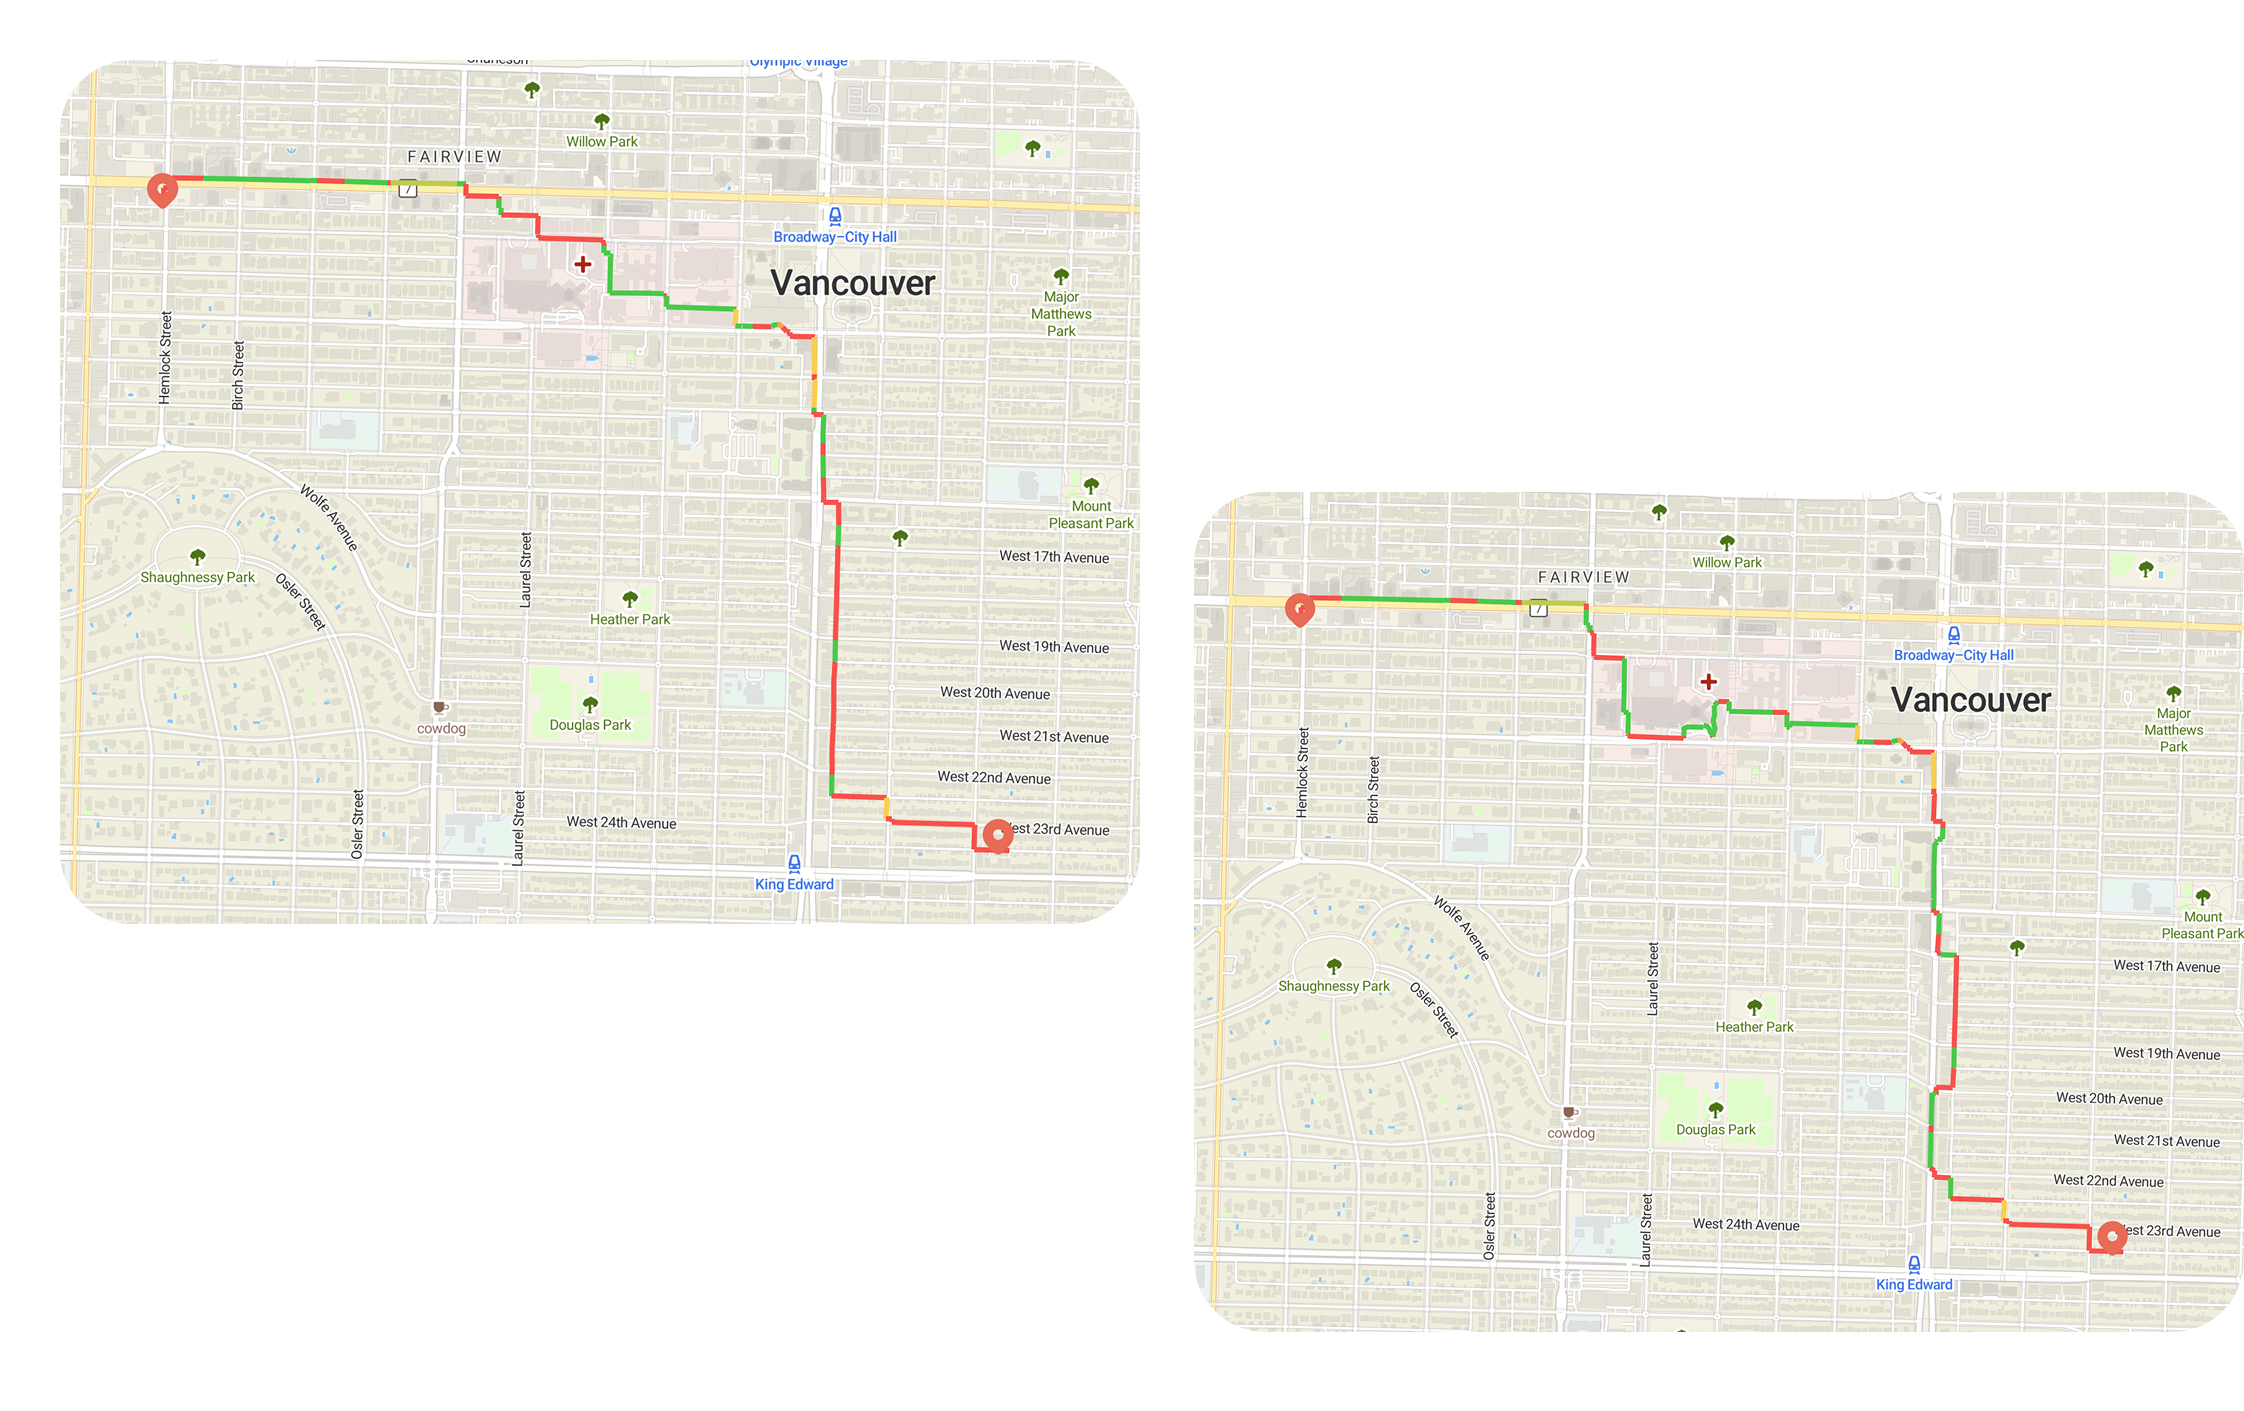 Charleson
Olympic Village
Willow Park
FAIRVIEW
7
Broadway–City Hall
Vancouver
Major
Matthews
Park
Hemlock Street
Birch Street
Wolfe Avenue
Mount
Pleasant Park
Laurel Street
West 17th Avenue
Shaughnessy Park
Osler Street
Heather Park
West 19th Avenue
West 20th Avenue
cowdog
Douglas Park
West 21st Avenue
West 22nd Avenue
Osler Street
Laurel Street
West 24th Avenue
est 23rd Avenue
King Edward
Willow Park
FAIRVIEW
7
Broadway–City Hall
Vancouver
Major
Matthews
Park
Hemlock Street
Birch Street
Wolfe Avenue
Mount
Pleasant Park
Laurel Street
West 17th Avenue
Shaughnessy Park
Osler Street
Heather Park
West 19th Avenue
West 20th Avenue
cowdog
Douglas Park
West 21st Avenue
West 22nd Avenue
Osler Street
Laurel Street
West 24th Avenue
est 23rd Avenue
King Edward